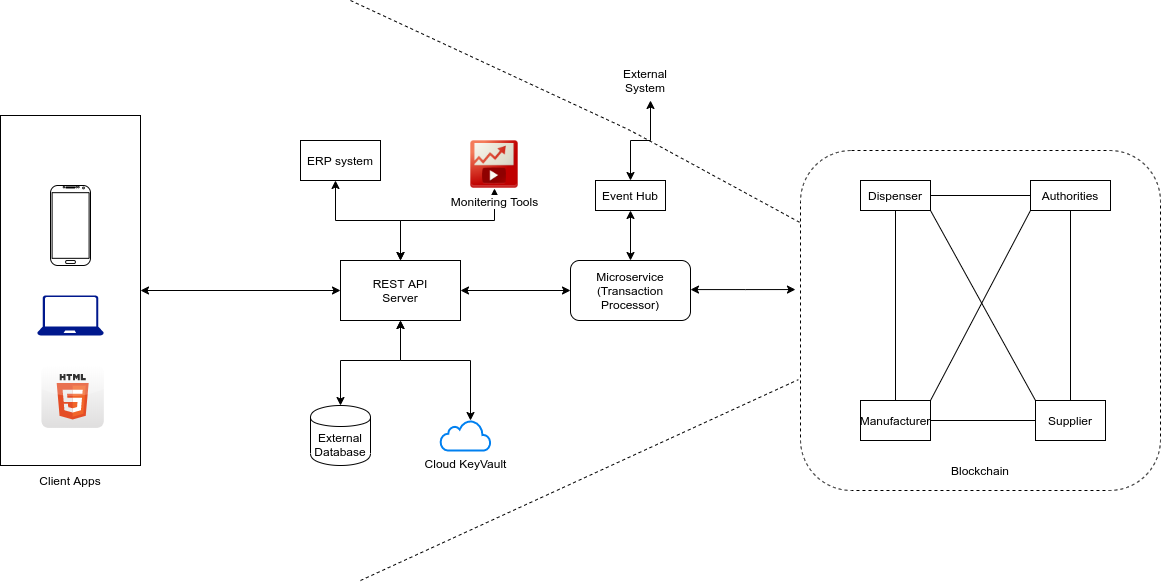 External
System
ERP system
Monitering Tools
Event Hub
Dispenser
Authorities
REST API
Server
Microservice
(Transaction
Processor)
HTML
5
External
Database
Cloud KeyVault
Manufacturer
Supplier
Blockchain
Client Apps